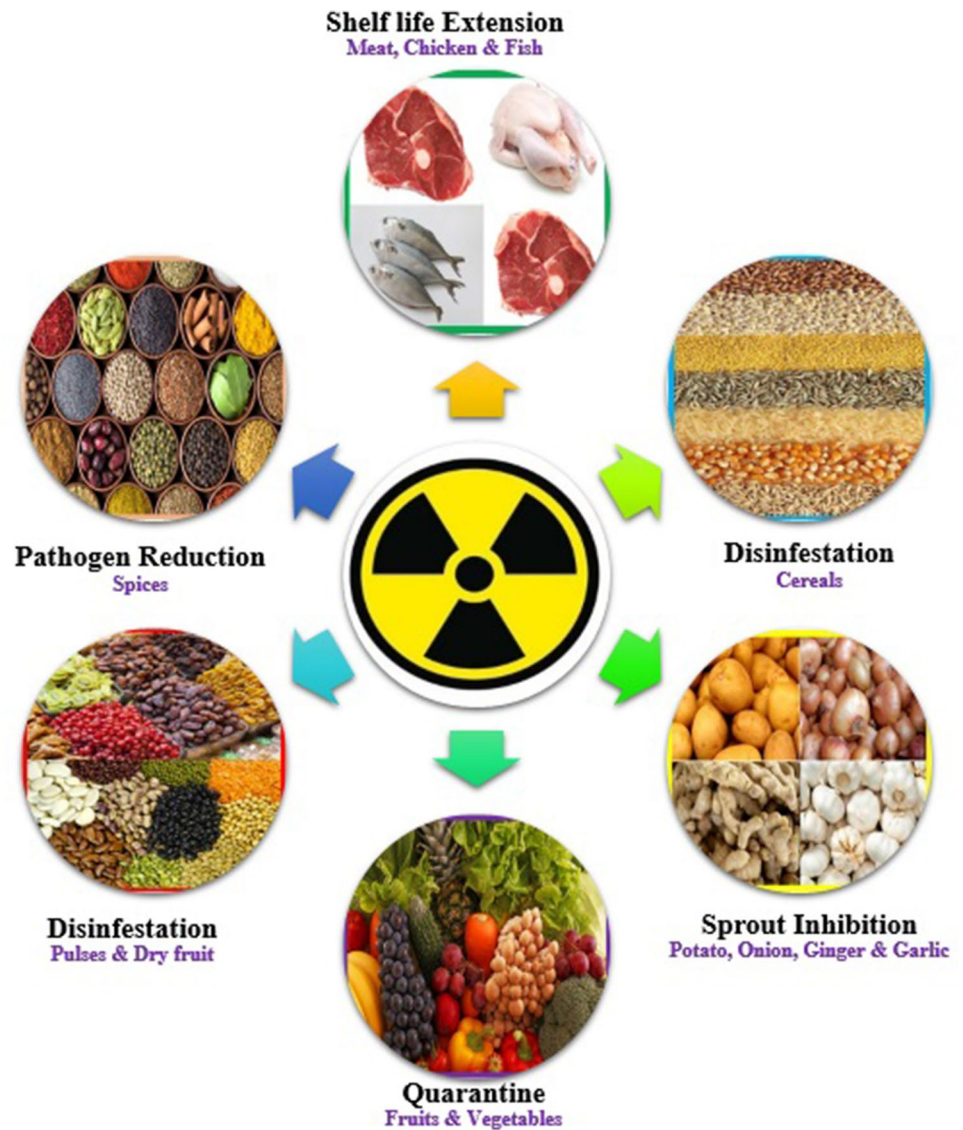 Shelf life Extension
Meat, Chicken & Fish
Pathogen Reduction
Spices
Disinfestation
Cereals
Disinfestation
Pulses & Dry fruit
Sprout Inhibition
Potato, Onion, Ginger & Garlic
Quarantine
Fruits & Vegetables